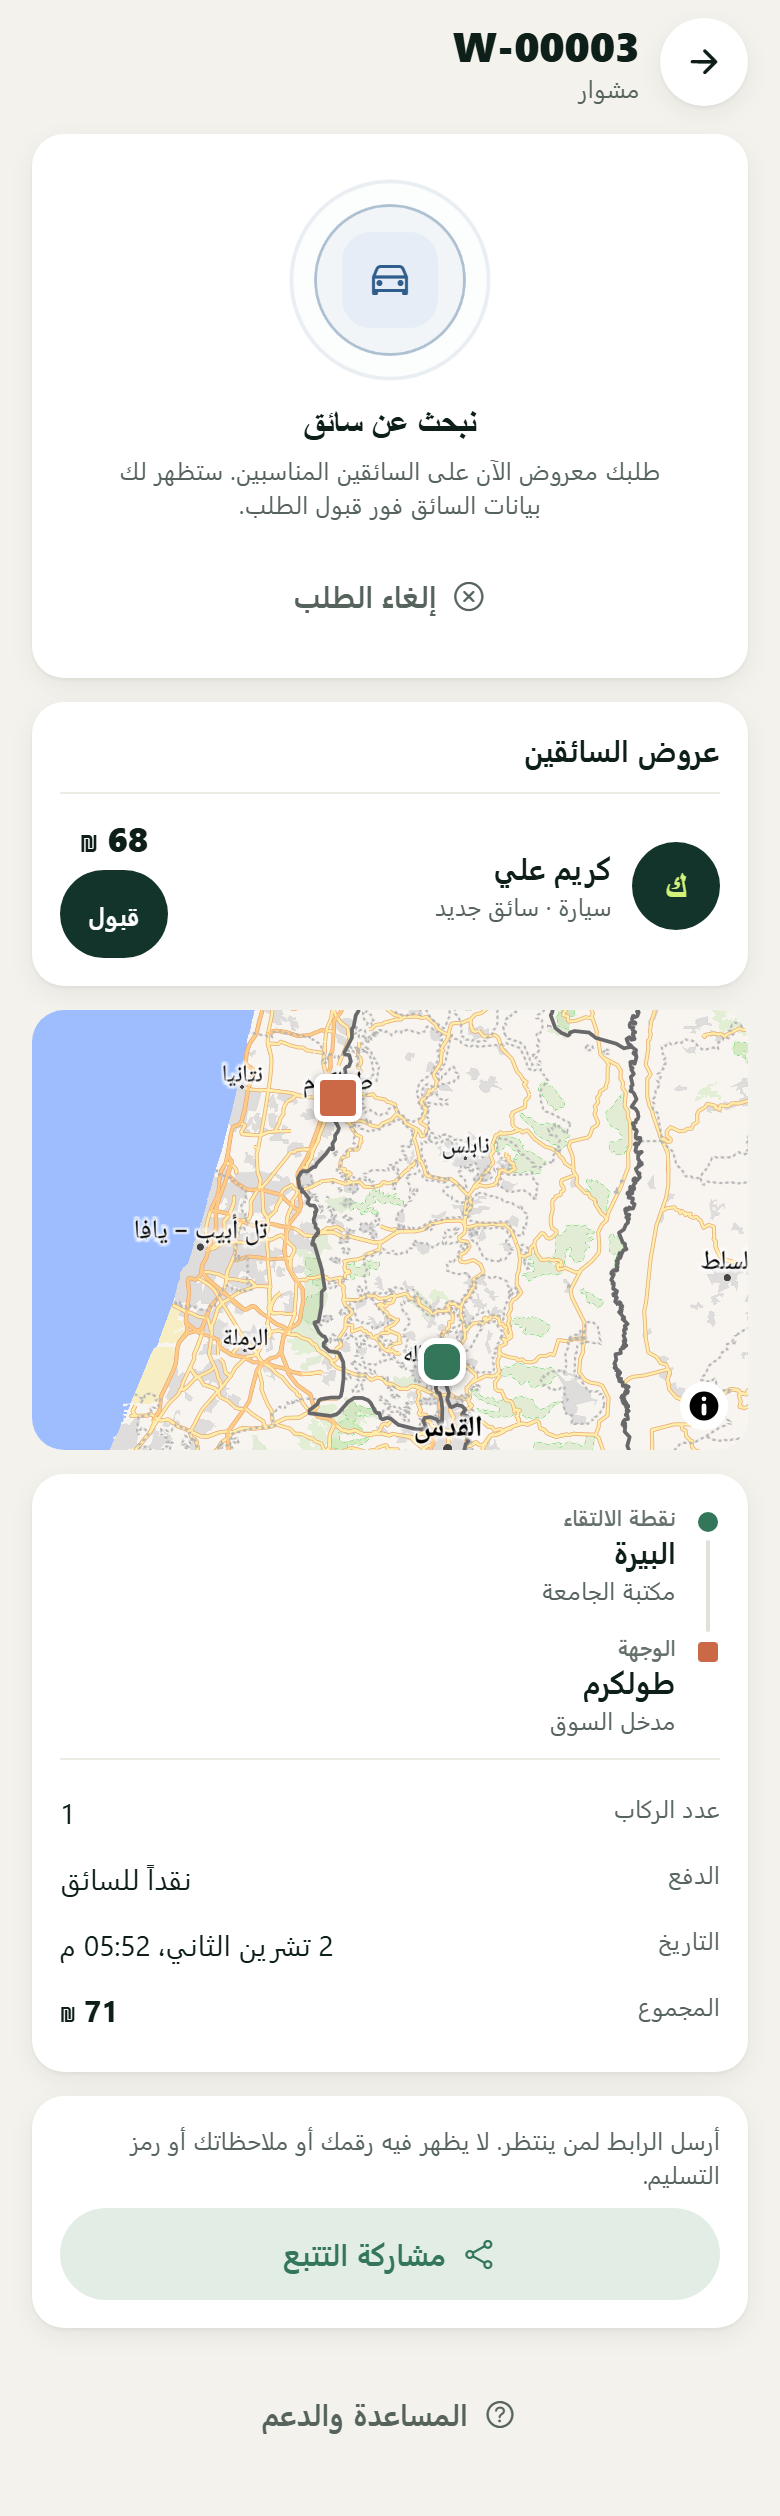 W-00003
مشوار
نبحث عن سائق
طلبك معروض الآن على السائقين المناسبين. ستظهر لك
بيانات السائق فور قبول الطلب.
إلغاء الطلب
عروض السائقين
ك
كريم علي
سيارة · سائق جديد
68 ₪
قبول
نتانيا
نابلس
تل أبيب – يافا
الرملة
القدس
نقطة الالتقاء
البيرة
مكتبة الجامعة
الوجهة
طولكرم
مدخل السوق
عدد الركاب
1
الدفع
نقداً للسائق
التاريخ
2 تشرين الثاني، 05:52 م
المجموع
71 ₪
أرسل الرابط لمن ينتظر. لا يظهر فيه رقمك أو ملاحظاتك أو رمز
التسليم.
مشاركة التتبع
المساعدة والدعم